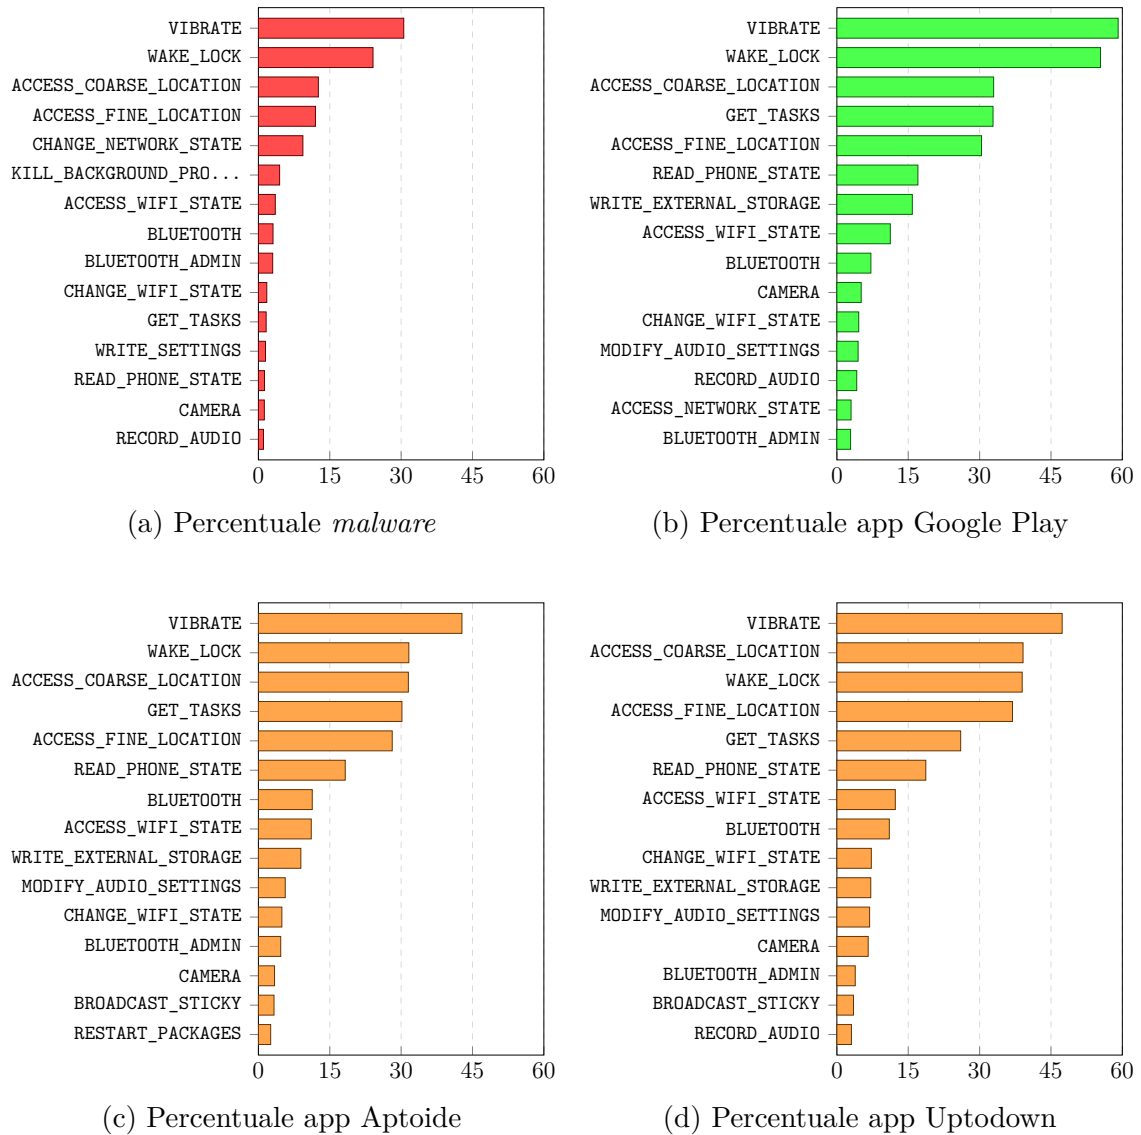 VIBRATE
WAKE_LOCK
ACCESS_COARSE_LOCATION
ACCESS_FINE_LOCATION
CHANGE_NETWORK_STATE
KILL_BACKGROUND_PRO...
ACCESS_WIFI_STATE
BLUETOOTH
BLUETOOTH_ADMIN
CHANGE_WIFI_STATE
GET_TASKS
WRITE_SETTINGS
READ_PHONE_STATE
CAMERA
RECORD_AUDIO
0 15 30 45 60
(a) Percentuale malware
VIBRATE
WAKE_LOCK
ACCESS_COARSE_LOCATION
GET_TASKS
ACCESS_FINE_LOCATION
READ_PHONE_STATE
WRITE_EXTERNAL_STORAGE
ACCESS_WIFI_STATE
BLUETOOTH
CAMERA
CHANGE_WIFI_STATE
MODIFY_AUDIO_SETTINGS
RECORD_AUDIO
ACCESS_NETWORK_STATE
BLUETOOTH_ADMIN
0 15 30 45 60
(b) Percentuale app Google Play
VIBRATE
WAKE_LOCK
ACCESS_COARSE_LOCATION
GET_TASKS
ACCESS_FINE_LOCATION
READ_PHONE_STATE
BLUETOOTH
ACCESS_WIFI_STATE
WRITE_EXTERNAL_STORAGE
MODIFY_AUDIO_SETTINGS
CHANGE_WIFI_STATE
BLUETOOTH_ADMIN
CAMERA
BROADCAST_STICKY
RESTART_PACKAGES
0 15 30 45 60
(c) Percentuale app Aptoide
VIBRATE
ACCESS_COARSE_LOCATION
WAKE_LOCK
ACCESS_FINE_LOCATION
GET_TASKS
READ_PHONE_STATE
ACCESS_WIFI_STATE
BLUETOOTH
CHANGE_WIFI_STATE
WRITE_EXTERNAL_STORAGE
MODIFY_AUDIO_SETTINGS
CAMERA
BLUETOOTH_ADMIN
BROADCAST_STICKY
RECORD_AUDIO
0 15 30 45 60
(d) Percentuale app Uptodown